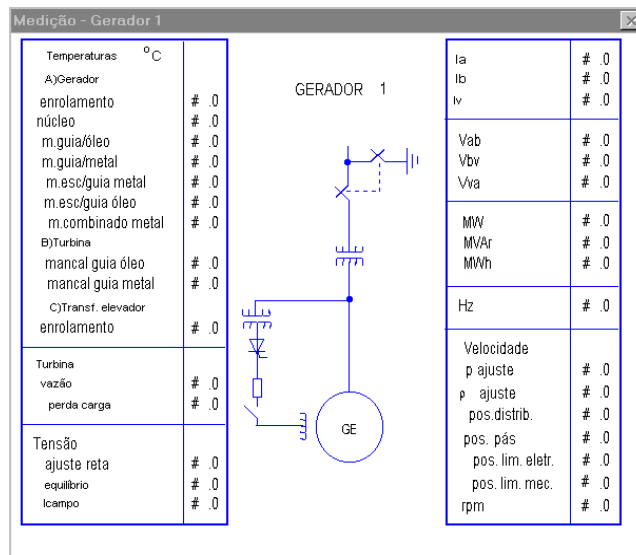 Medição - Gerador 1
Temperaturas °C
A)Gerador
enrolamento # .0
núcleo # .0
m.guia/óleo # .0
m.guia/metal # .0
m.esc/guia metal # .0
m.esc/guia óleo # .0
m.combinado metal # .0
B)Turbina
mancal guia óleo # .0
mancal guia metal # .0
C)Transf. elevador
enrolamento # .0
Turbina
vazão # .0
perda carga # .0
Tensão
ajuste reta # .0
equilíbrio # .0
Icampo # .0
GERADOR 1
GE
Ia # .0
Ib # .0
Iv # .0
Vab # .0
Vbv # .0
Vva # .0
MW # .0
MVAr # .0
MWh # .0
Hz # .0
Velocidade
p ajuste # .0
ρ ajuste # .0
pos.distrib. # .0
pos. pás # .0
pos. lim. eletr. # .0
pos. lim. mec. # .0
rpm # .0